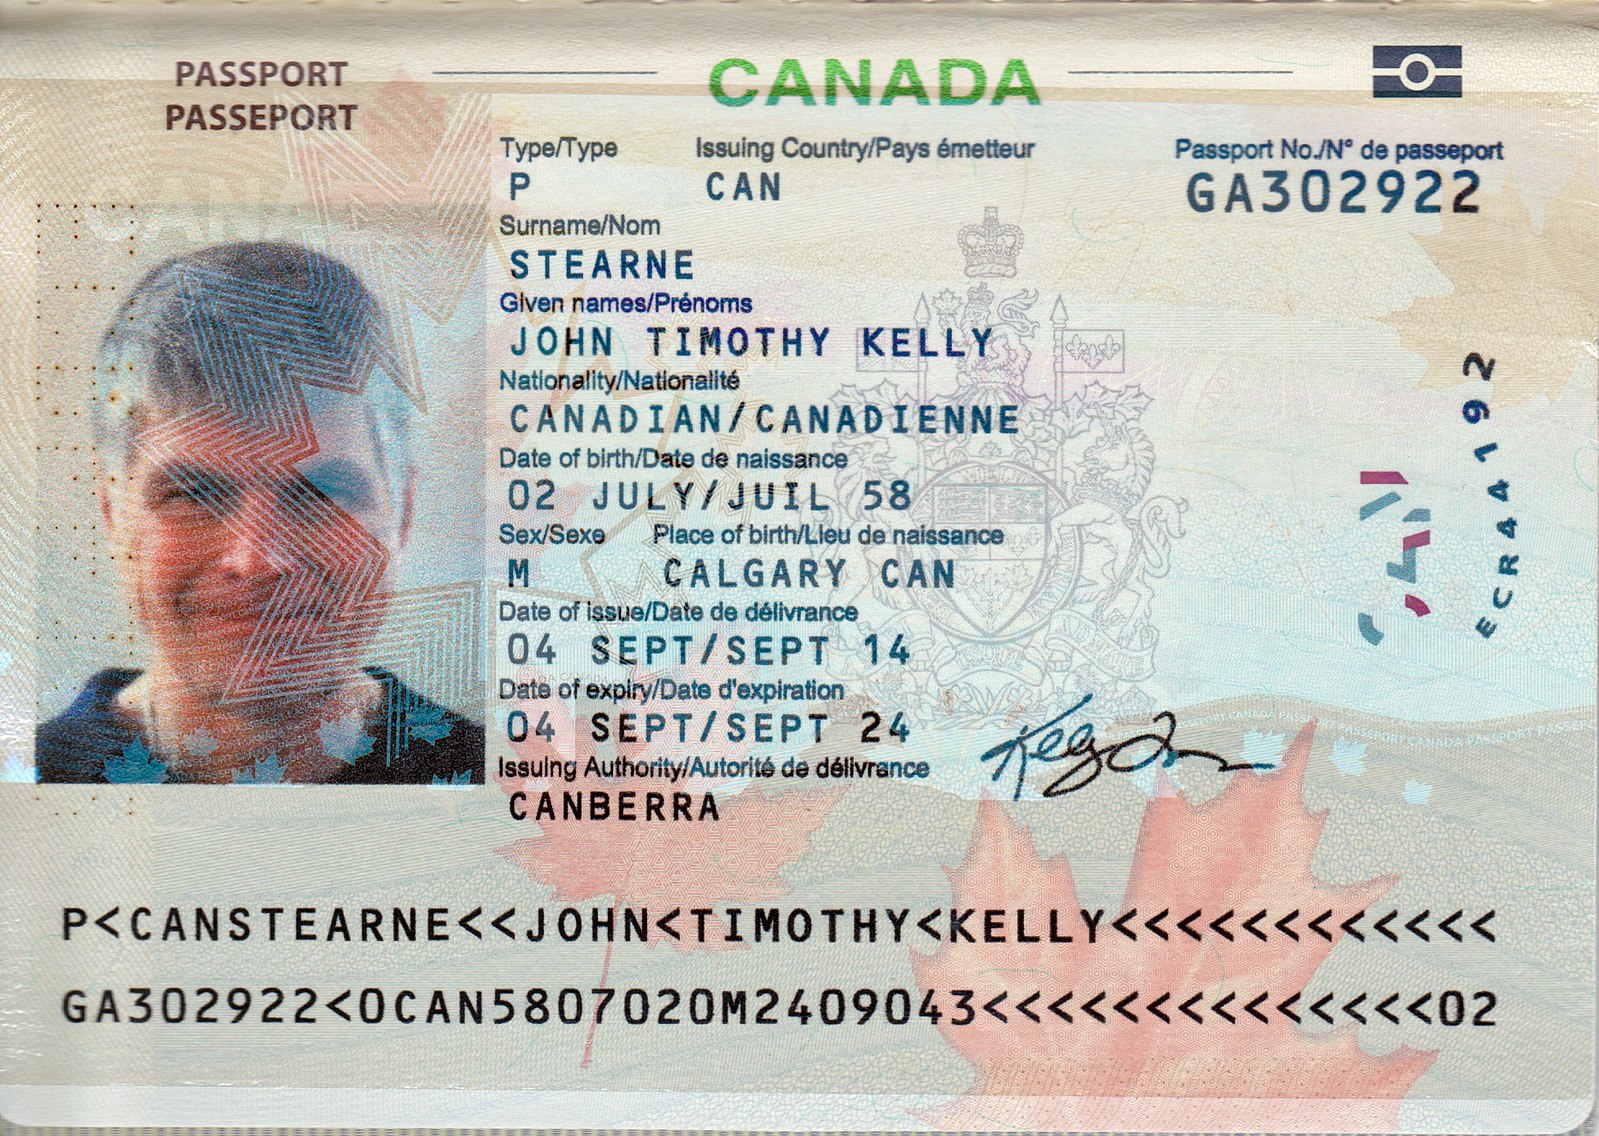 PASSPORT
PASSEPORT
CANADA
Type/Type Issuing Country/Pays émetteur Passport No./N° de passeport
P CAN GA302922
Surname/Nom
STEARNE
Given names/Prénoms
JOHN TIMOTHY KELLY
Nationality/Nationalité
CANADIAN/CANADIENNE
Date of birth/Date de naissance
02 JULY/JUIL 58
Sex/Sexe Place of birth/Lieu de naissance
M CALGARY CAN
Date of issue/Date de délivrance
04 SEPT/SEPT 14
Date of expiry/Date d'expiration
04 SEPT/SEPT 24
Issuing Authority/Autorité de délivrance
CANBERRA
ECR44192
P<CANSTEARNE<<JOHN<TIMOTHY<KELLY<<<<<<<<<<<<
GA302922<0CAN5807020M2409043<<<<<<<<<<<<<<02